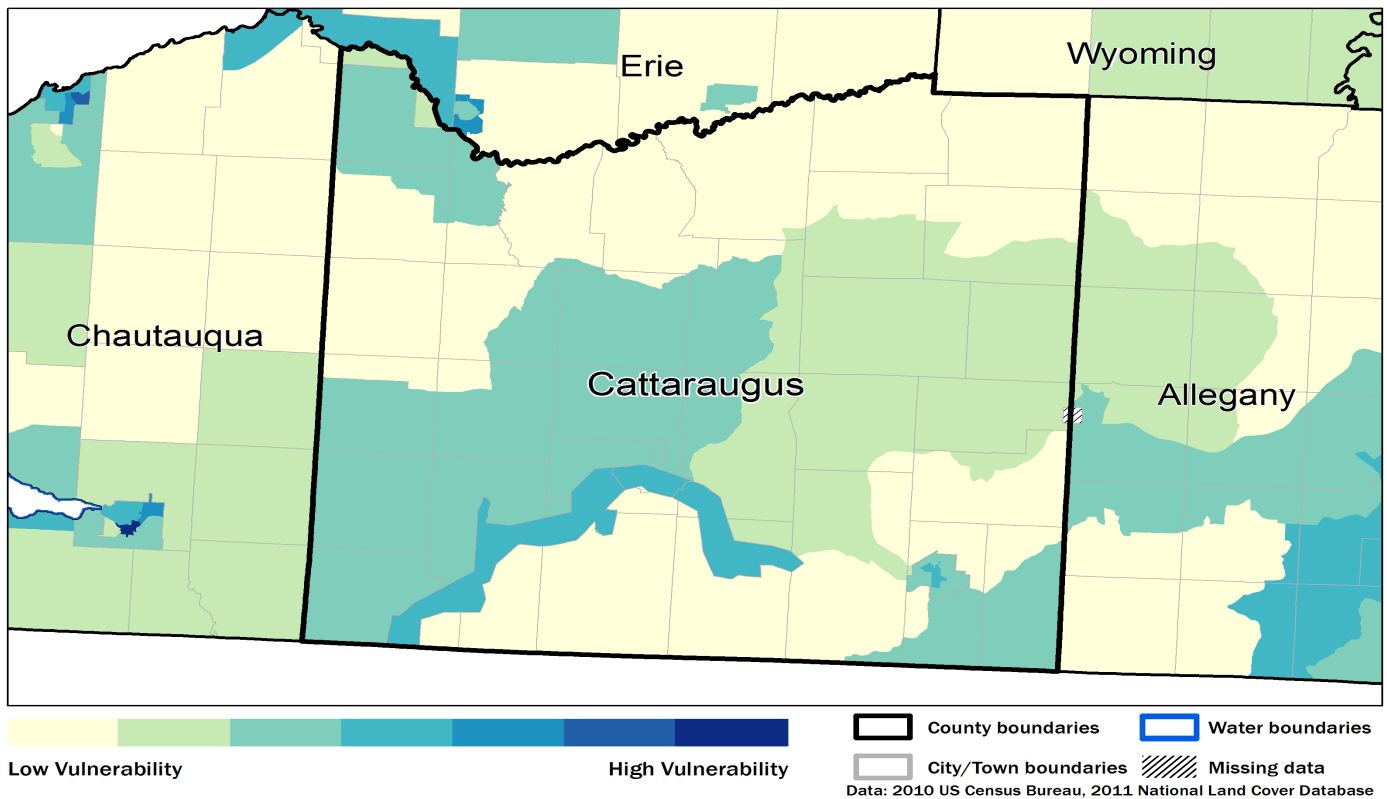 Erie
Wyoming
Chautauqua
Cattaraugus
Allegany
Low Vulnerability
High Vulnerability
County boundaries
Water boundaries
City/Town boundaries
Missing data
Data: 2010 US Census Bureau, 2011 National Land Cover Database